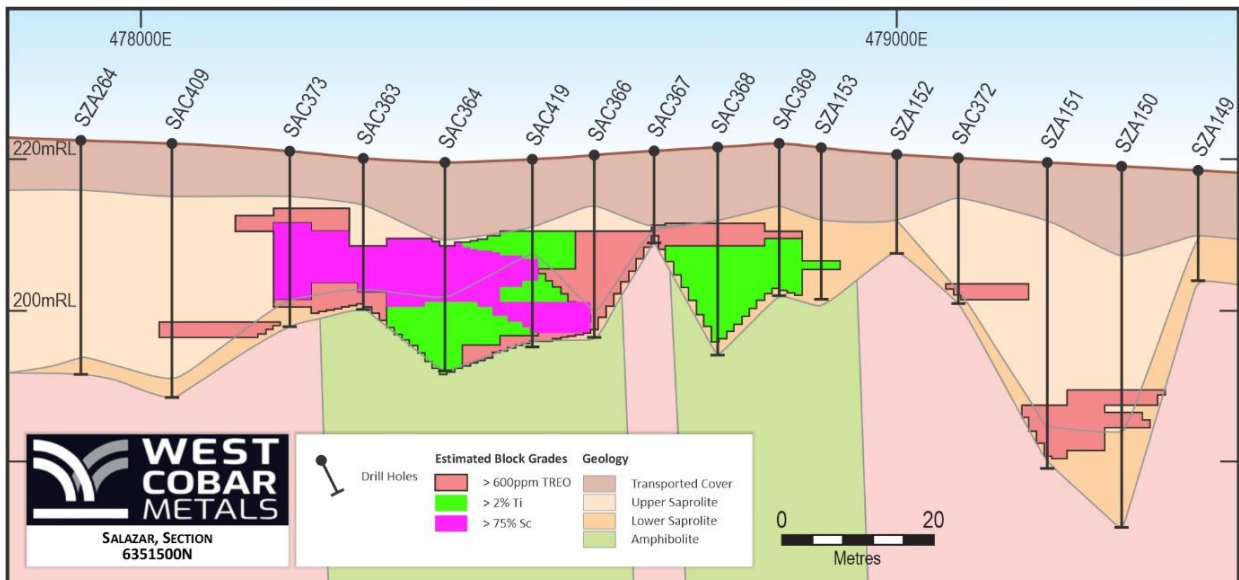 478000E
479000E
SZA264
SAC409
SAC373
SAC363
SAC364
SAC419
SAC366
SAC367
SAC368
SAC369
SZA153
SZA152
SAC372
SZA151
SZA150
SZA149
220mRL
200mRL
WEST
COBAR
METALS
SALAZAR, SECTION
6351500N
Drill Holes
Estimated Block Grades
> 600ppm TREO
> 2% Ti
> 75% Sc
Geology
Transported Cover
Upper Saprolite
Lower Saprolite
Amphibolite
0 20
Metres